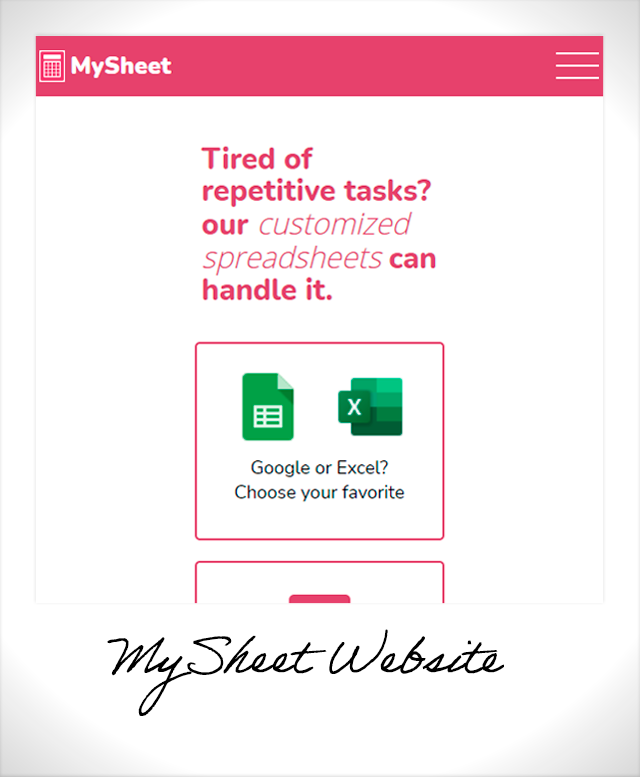 MySheet
Tired of
repetitive tasks?
our customized
spreadsheets can
handle it.
X
Google or Excel?
Choose your favorite
MySheet Website